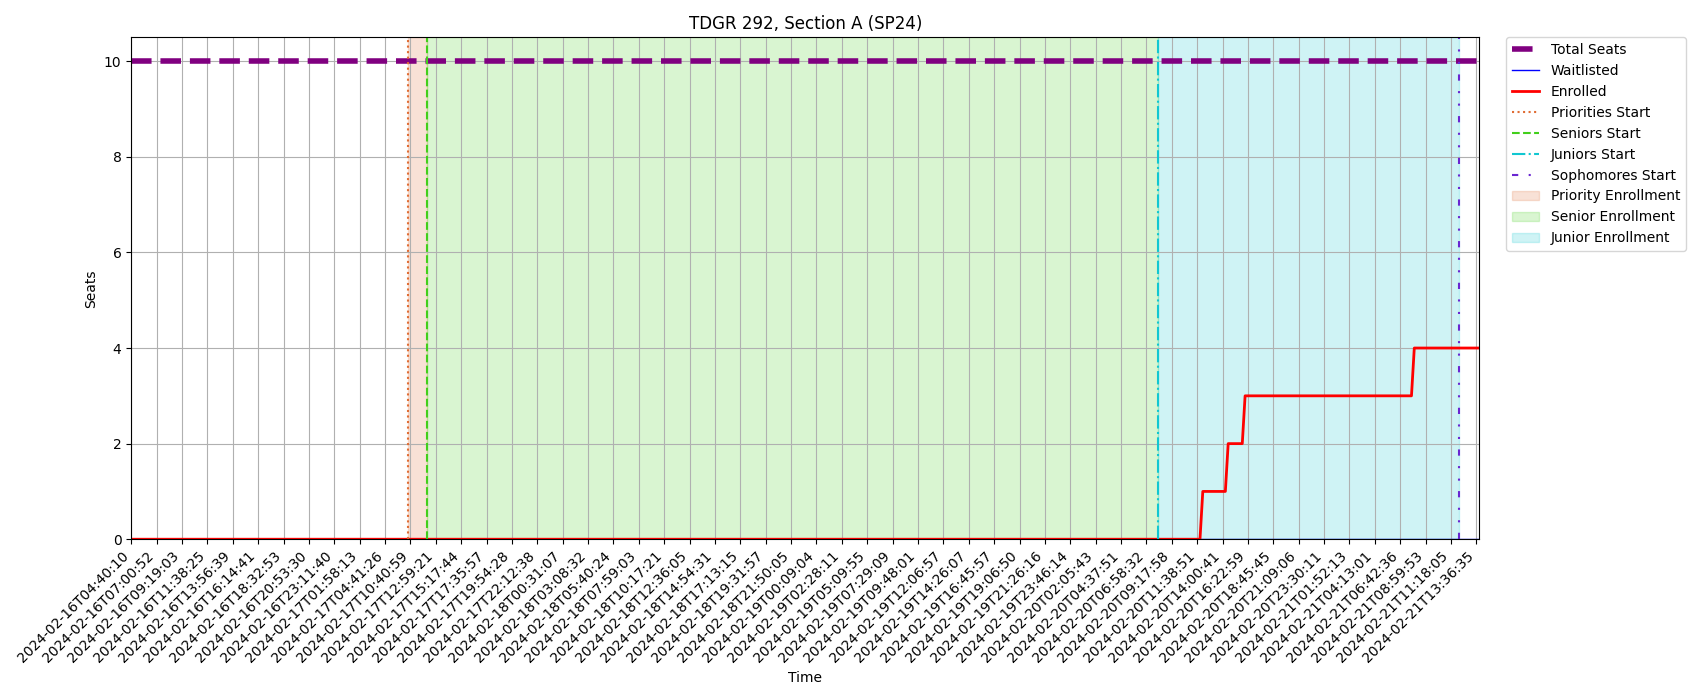 TDGR 292, Section A (SP24)
Seats
10
8
6
4
2
0
2024-02-16T04:40:10
2024-02-16T07:00:52
2024-02-16T09:19:03
2024-02-16T11:38:25
2024-02-16T13:56:39
2024-02-16T16:14:41
2024-02-16T18:32:53
2024-02-16T20:53:30
2024-02-16T23:11:40
2024-02-17T01:58:13
2024-02-17T04:41:26
2024-02-17T10:40:59
2024-02-17T12:59:21
2024-02-17T15:17:44
2024-02-17T17:35:57
2024-02-17T19:54:28
2024-02-17T22:12:38
2024-02-18T00:31:07
2024-02-18T03:08:32
2024-02-18T05:40:24
2024-02-18T07:59:03
2024-02-18T10:17:21
2024-02-18T12:36:05
2024-02-18T14:54:31
2024-02-18T17:13:15
2024-02-18T19:31:57
2024-02-18T21:50:05
2024-02-19T00:09:04
2024-02-19T02:28:11
2024-02-19T05:09:55
2024-02-19T07:29:09
2024-02-19T09:48:01
2024-02-19T12:06:57
2024-02-19T14:26:07
2024-02-19T16:45:57
2024-02-19T19:06:50
2024-02-19T21:26:16
2024-02-19T23:46:14
2024-02-20T02:05:43
2024-02-20T04:37:51
2024-02-20T06:58:32
2024-02-20T09:17:58
2024-02-20T11:38:51
2024-02-20T14:00:41
2024-02-20T16:22:59
2024-02-20T18:45:45
2024-02-20T21:09:06
2024-02-20T23:30:11
2024-02-21T01:52:13
2024-02-21T04:13:01
2024-02-21T06:42:36
2024-02-21T08:59:53
2024-02-21T11:18:05
2024-02-21T13:36:35
Time
Total Seats
Waitlisted
Enrolled
Priorities Start
Seniors Start
Juniors Start
Sophomores Start
Priority Enrollment
Senior Enrollment
Junior Enrollment